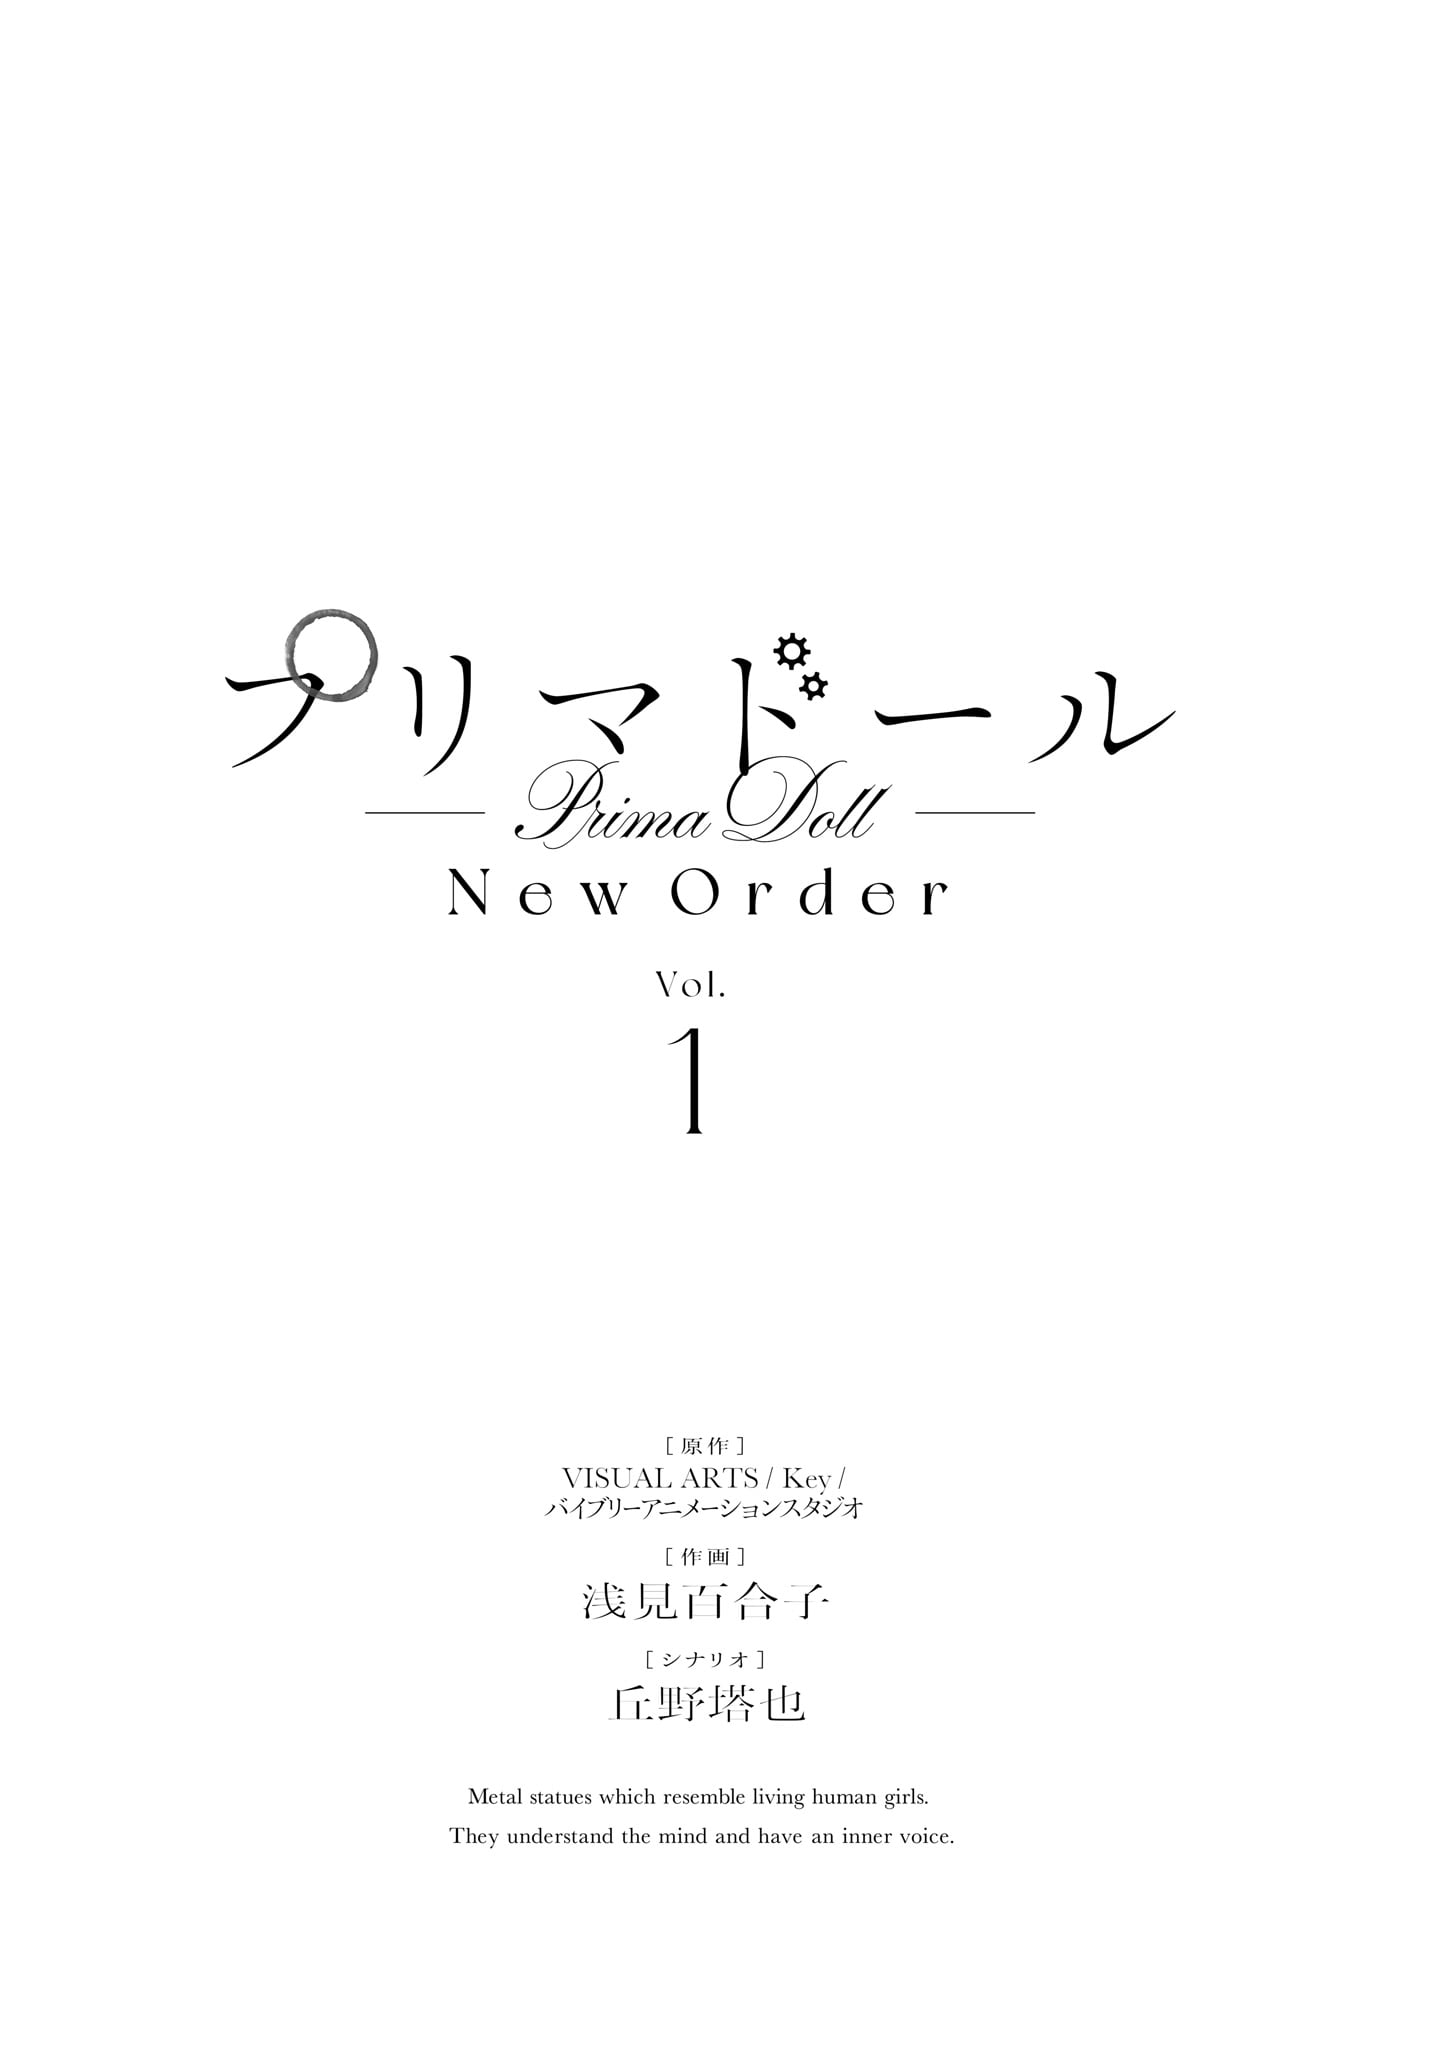 プリマドール
Prima Doll
New Order
Vol.
1
[原作]
VISUAL ARTS / Key /
バイブリーアニメーションスタジオ
[作画]
浅見百合子
[シナリオ]
丘野塔也
Metal statues which resemble living human girls.
They understand the mind and have an inner voice.